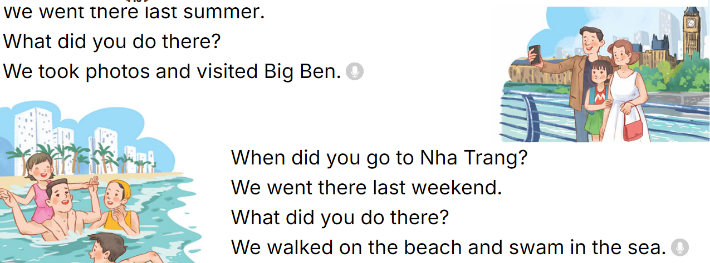 We went there last summer.
What did you do there?
We took photos and visited Big Ben.
When did you go to Nha Trang?
We went there last weekend.
What did you do there?
We walked on the beach and swam in the sea.